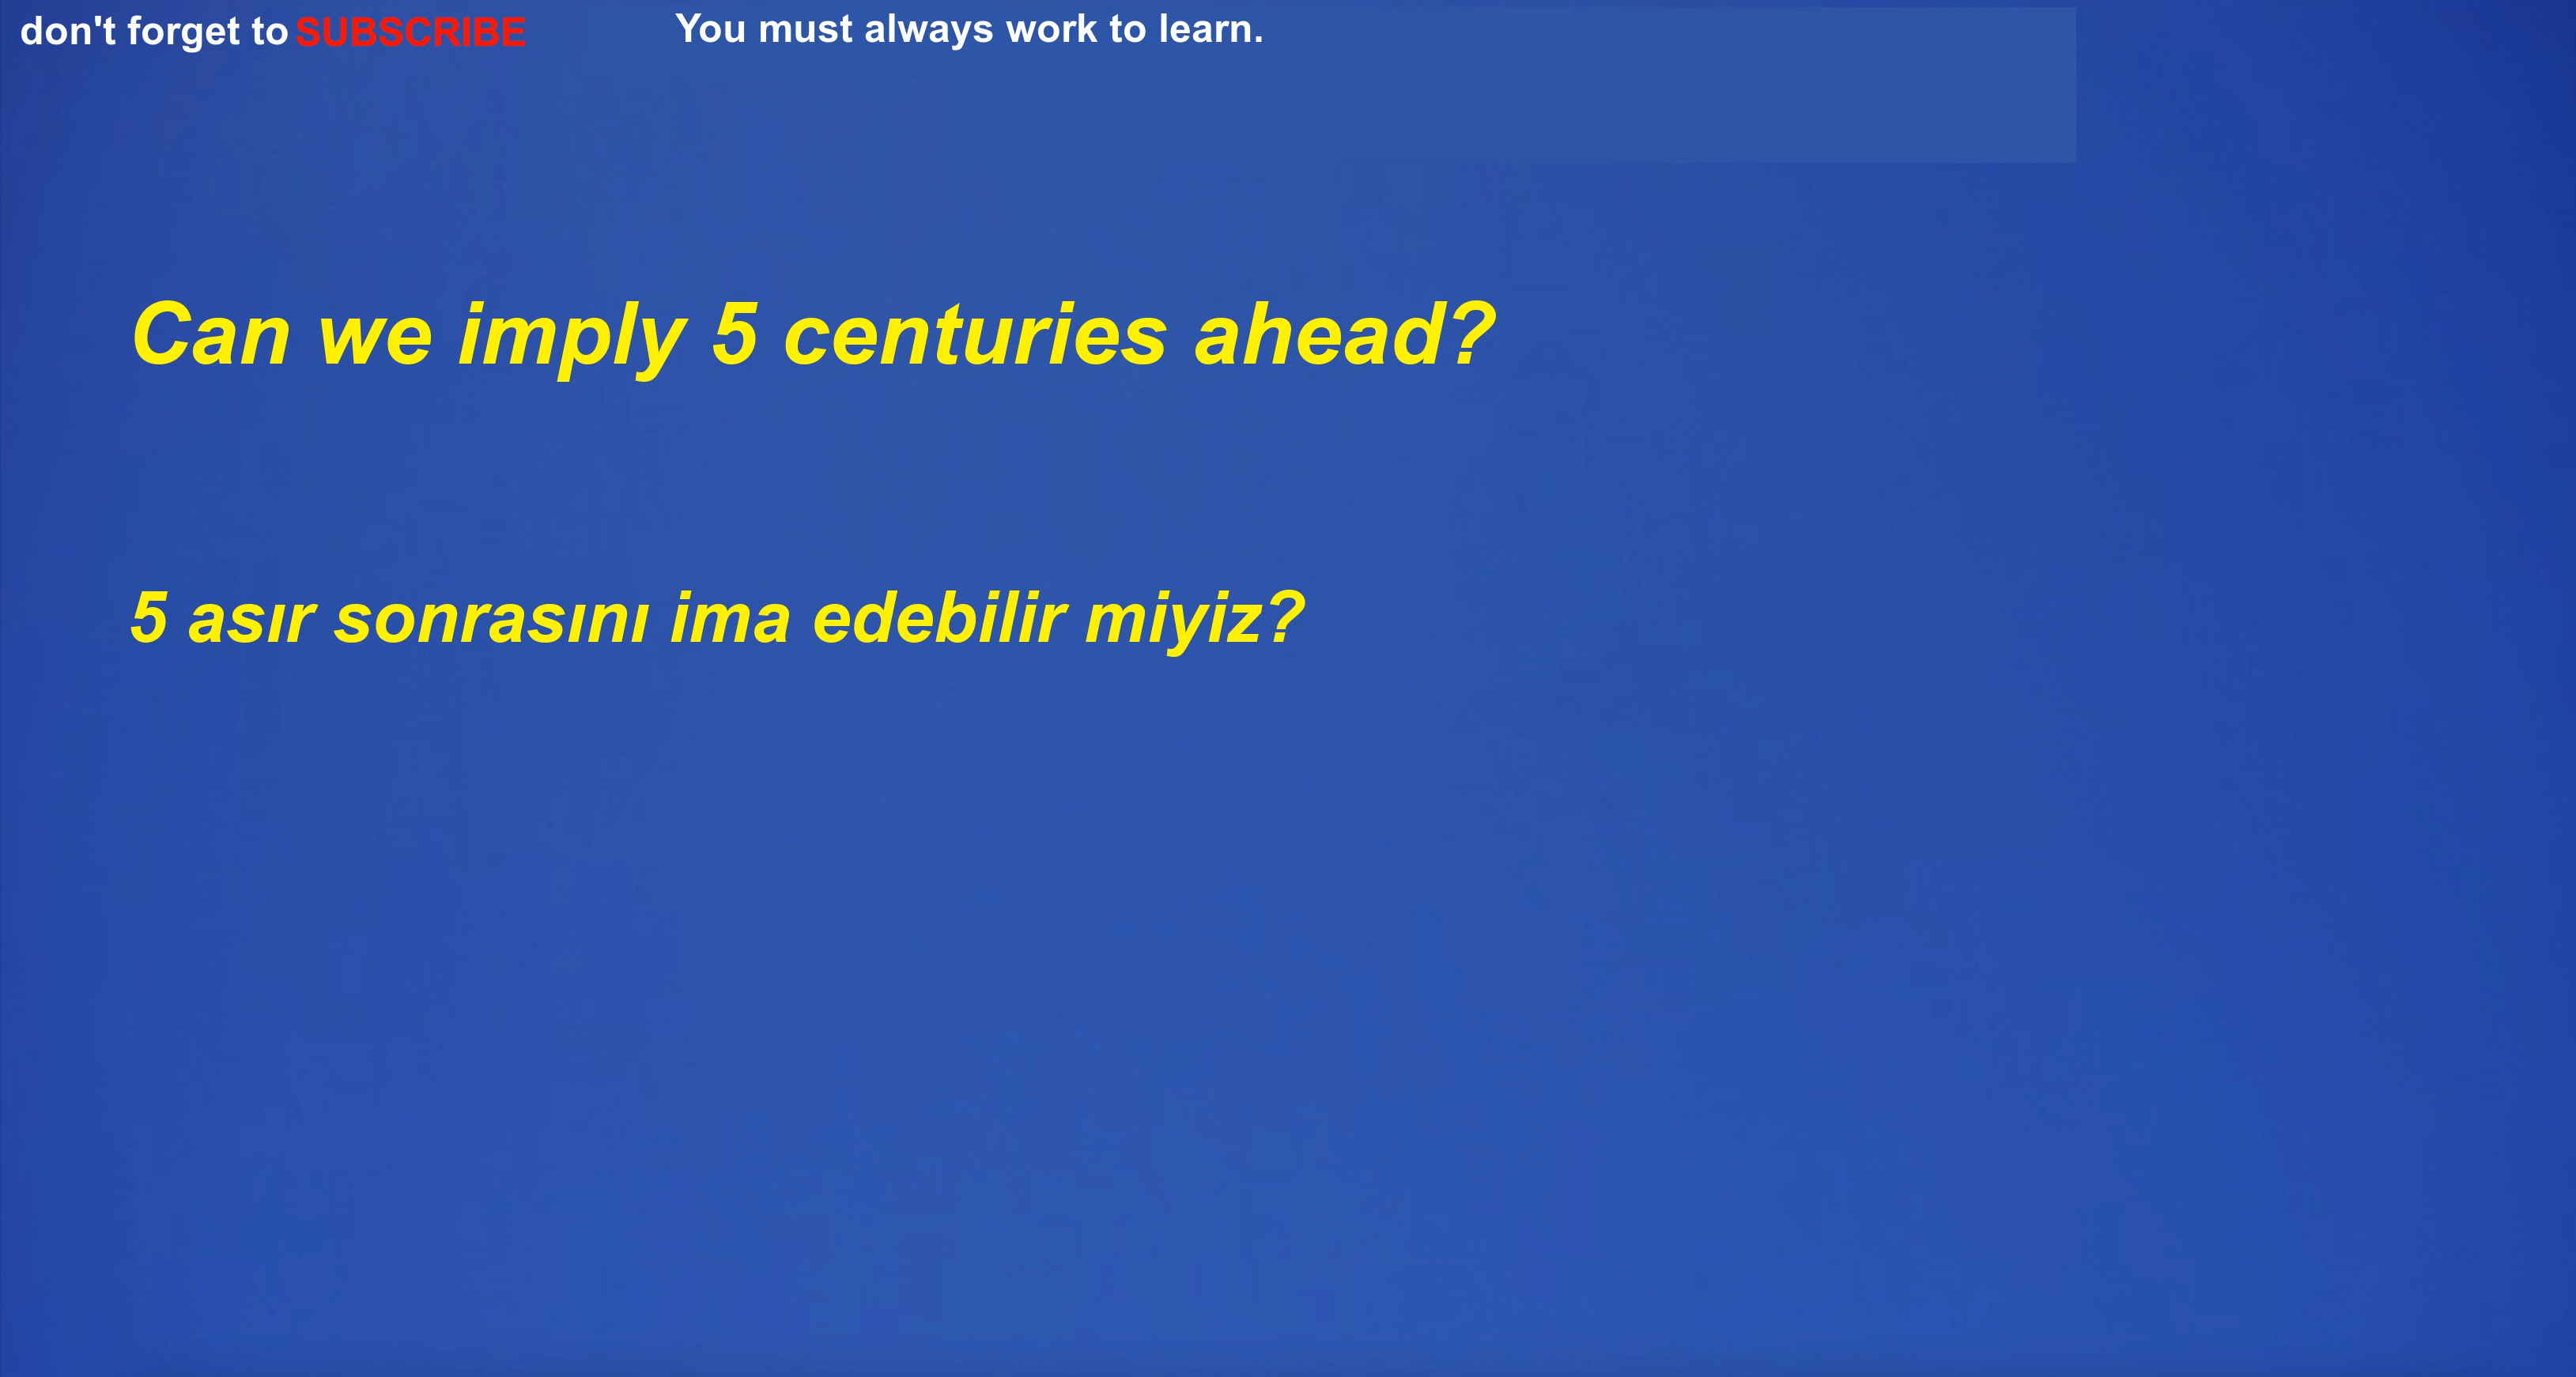 don't forget to SUBSCRIBE You must always work to learn.
Can we imply 5 centuries ahead?
5 asır sonrasını ima edebilir miyiz?